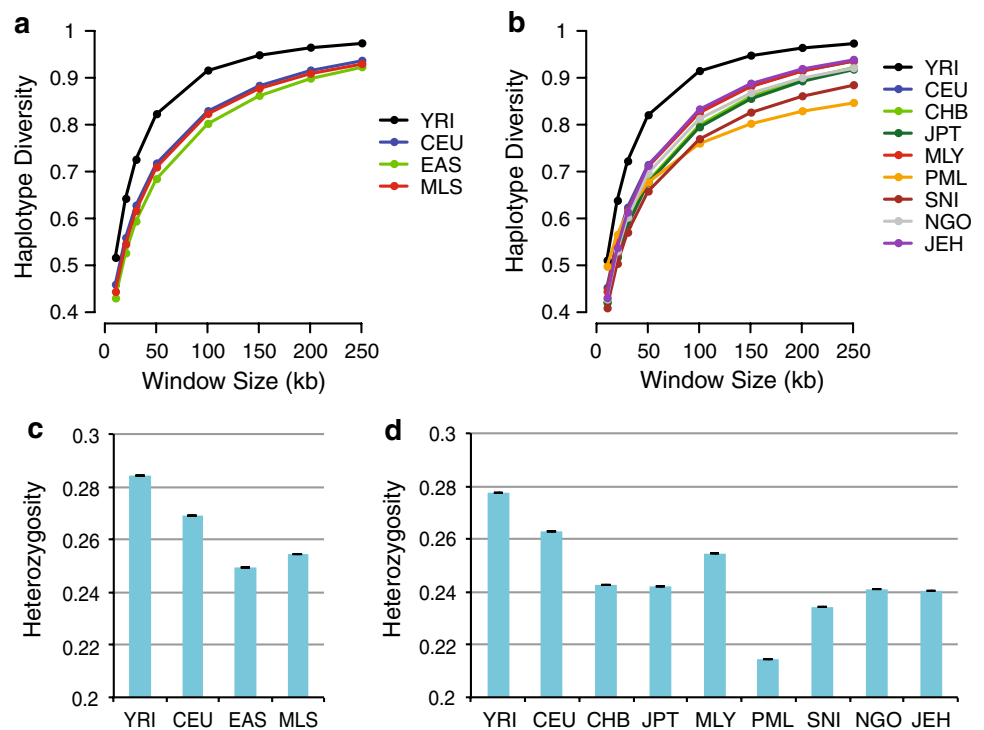 a
Haplotype Diversity
1
0.9
0.8
0.7
0.6
0.5
0.4
0 50 100 150 200 250
Window Size (kb)
YRI
CEU
EAS
MLS
b
Haplotype Diversity
1
0.9
0.8
0.7
0.6
0.5
0.4
0 50 100 150 200 250
Window Size (kb)
YRI
CEU
CHB
JPT
MLY
PML
SNI
NGO
JEH
c
Heterozygosity
0.3
0.28
0.26
0.24
0.22
0.2
YRI CEU EAS MLS
d
Heterozygosity
0.3
0.28
0.26
0.24
0.22
0.2
YRI CEU CHB JPT MLY PML SNI NGO JEH